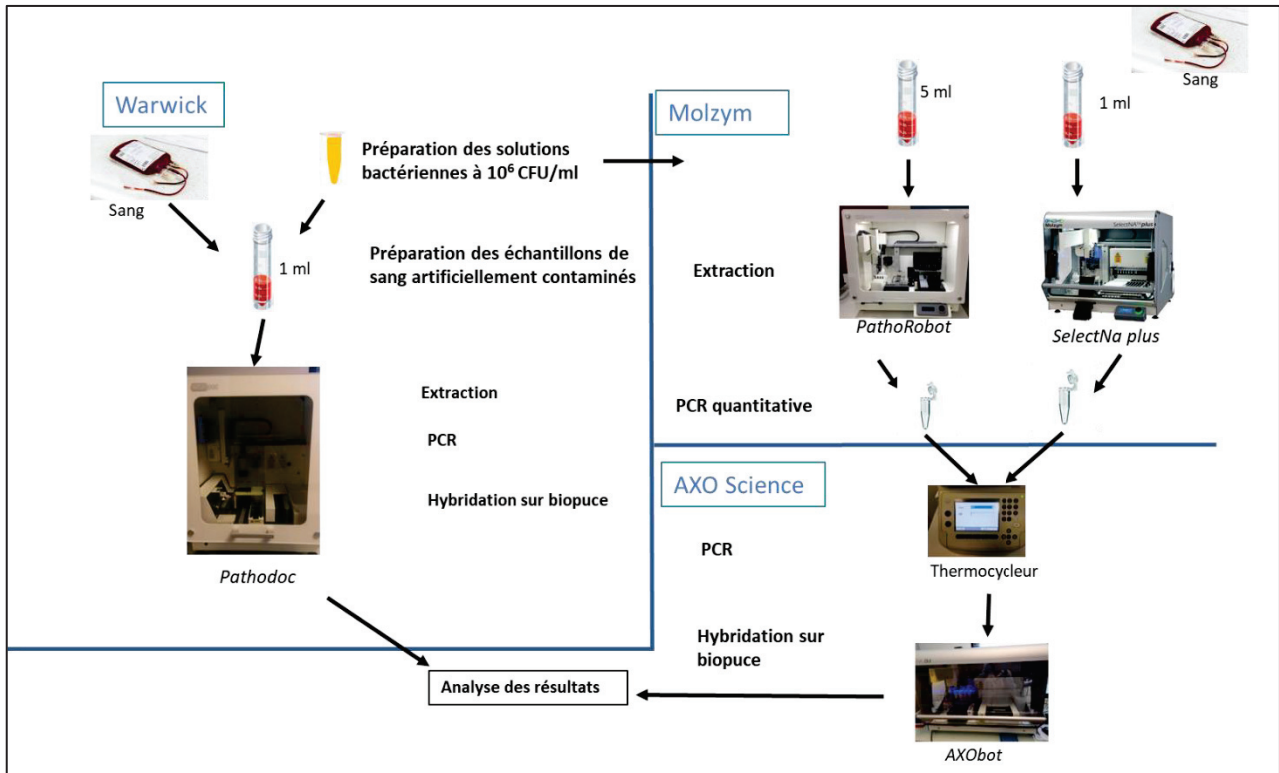 Warwick
Sang
Préparation des solutions
bactériennes à 10⁶ CFU/ml
1 ml
Préparation des échantillons de
sang artificiellement contaminés
Extraction
PCR
Hybridation sur biopuce
Pathodoc
Molzym
5 ml
1 ml
Sang
Extraction
PathoRobot
SelectNa plus
PCR quantitative
AXO Science
PCR
Thermocycleur
Hybridation sur
biopuce
AXObot
Analyse des résultats